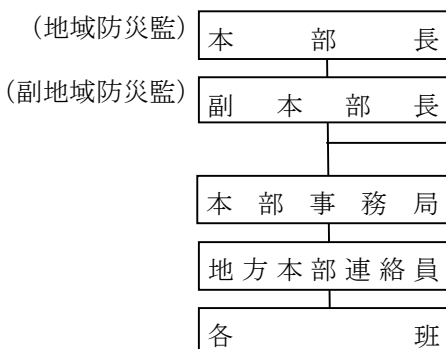 (地域防災監) 本部長
(副地域防災監) 副本部長
本部事務局
地方本部連絡員
各班